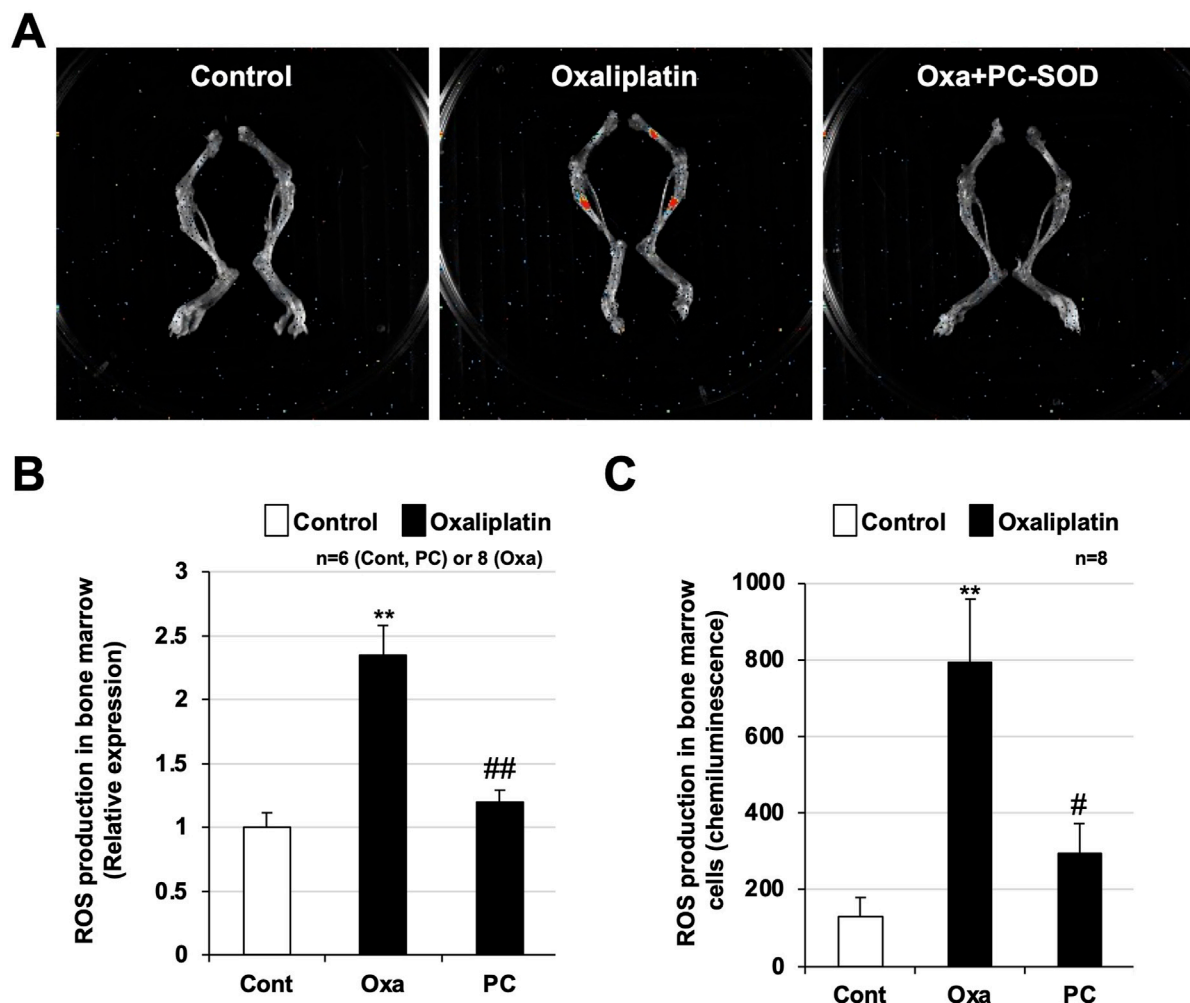 A
Control
Oxaliplatin
Oxa+PC-SOD
B
Control
Oxaliplatin
n=6 (Cont, PC) or 8 (Oxa)
ROS production in bone marrow
(Relative expression)
3
2.5
2
1.5
1
0.5
0
**
##
Cont
Oxa
PC
C
Control
Oxaliplatin
n=8
ROS production in bone marrow
cells (chemiluminescence)
1000
800
600
400
200
0
**
#
Cont
Oxa
PC